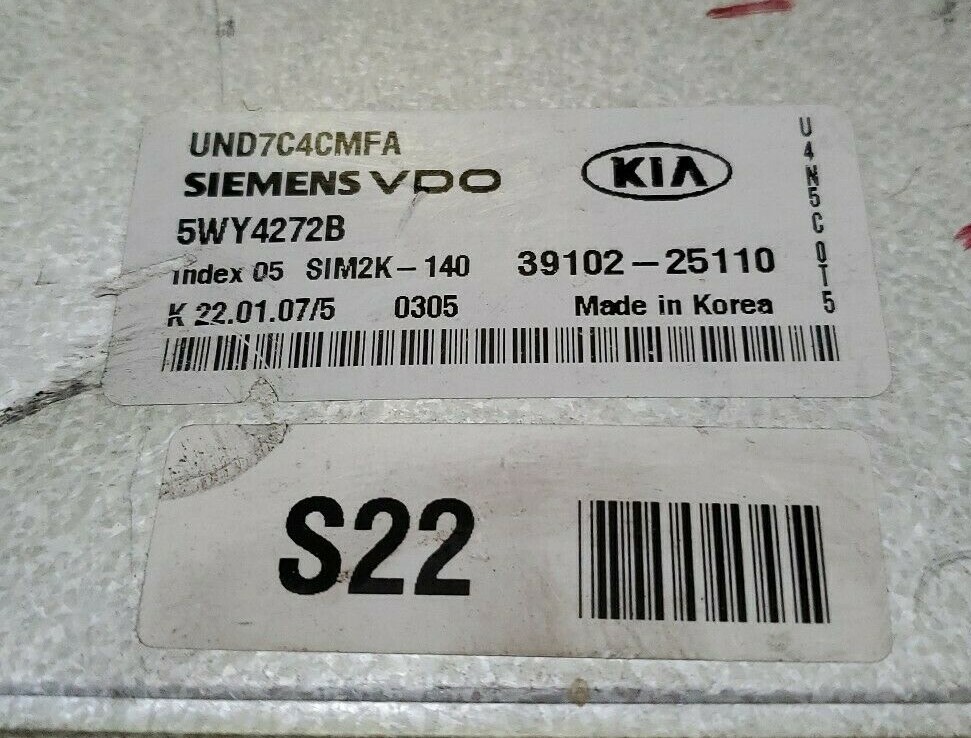 UND7C4CMFA
SIEMENS VDO
KIA
5WY4272B
Index 05 SIM2K-140 39102-25110
K 22.01.07/5 0305 Made in Korea
U4N5C0T5
S22